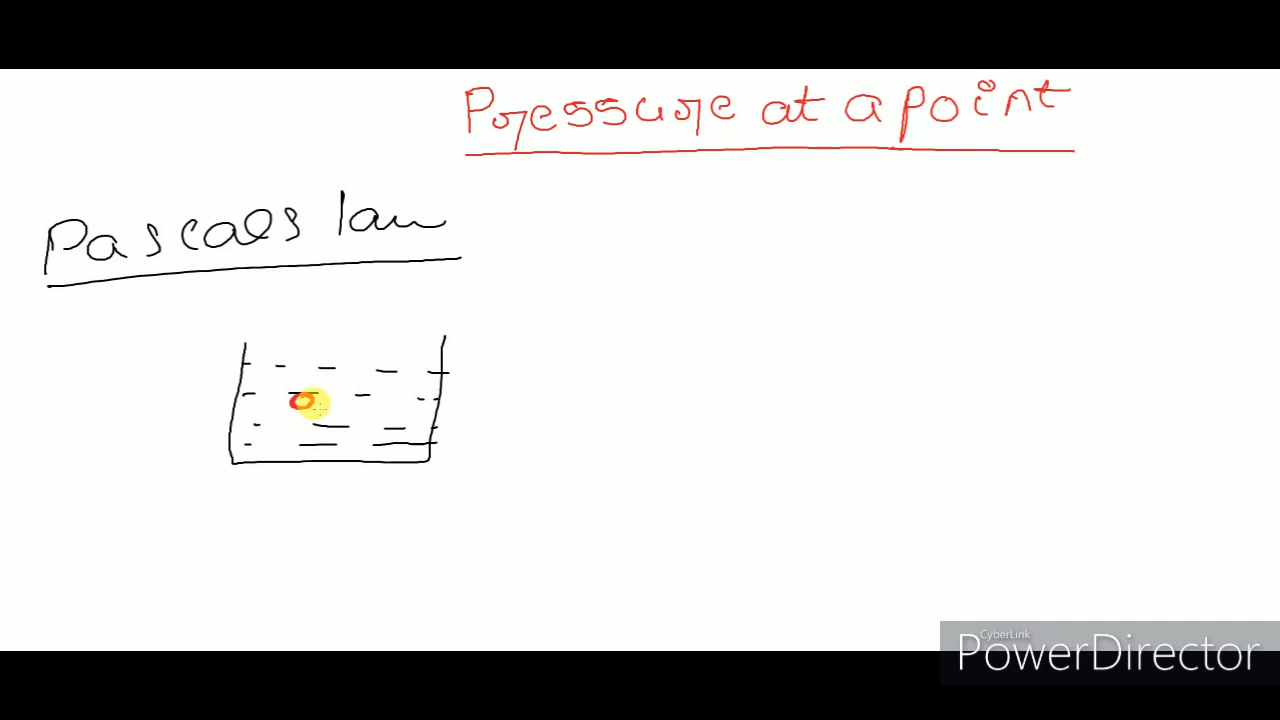 Pressure at a point
Pascals law
CyberLink
PowerDirector